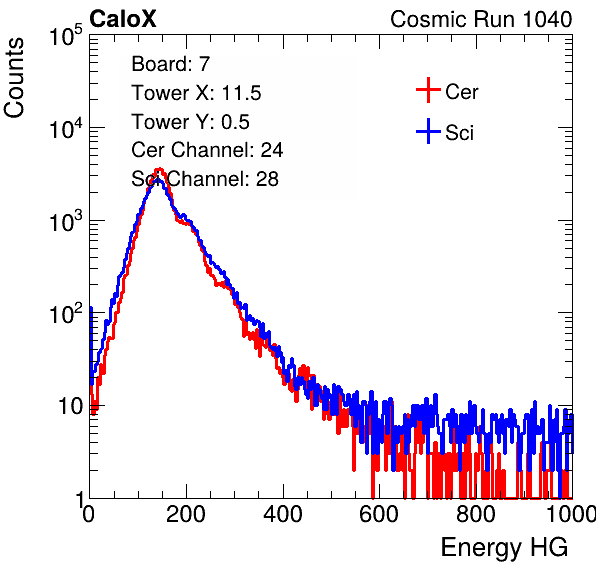 CaloX Cosmic Run 1040
Counts
10^5
10^4
10^3
10^2
10
1
Board: 7
Tower X: 11.5
Tower Y: 0.5
Cer Channel: 24
Sci Channel: 28
Cer
Sci
0 200 400 600 800 1000
Energy HG